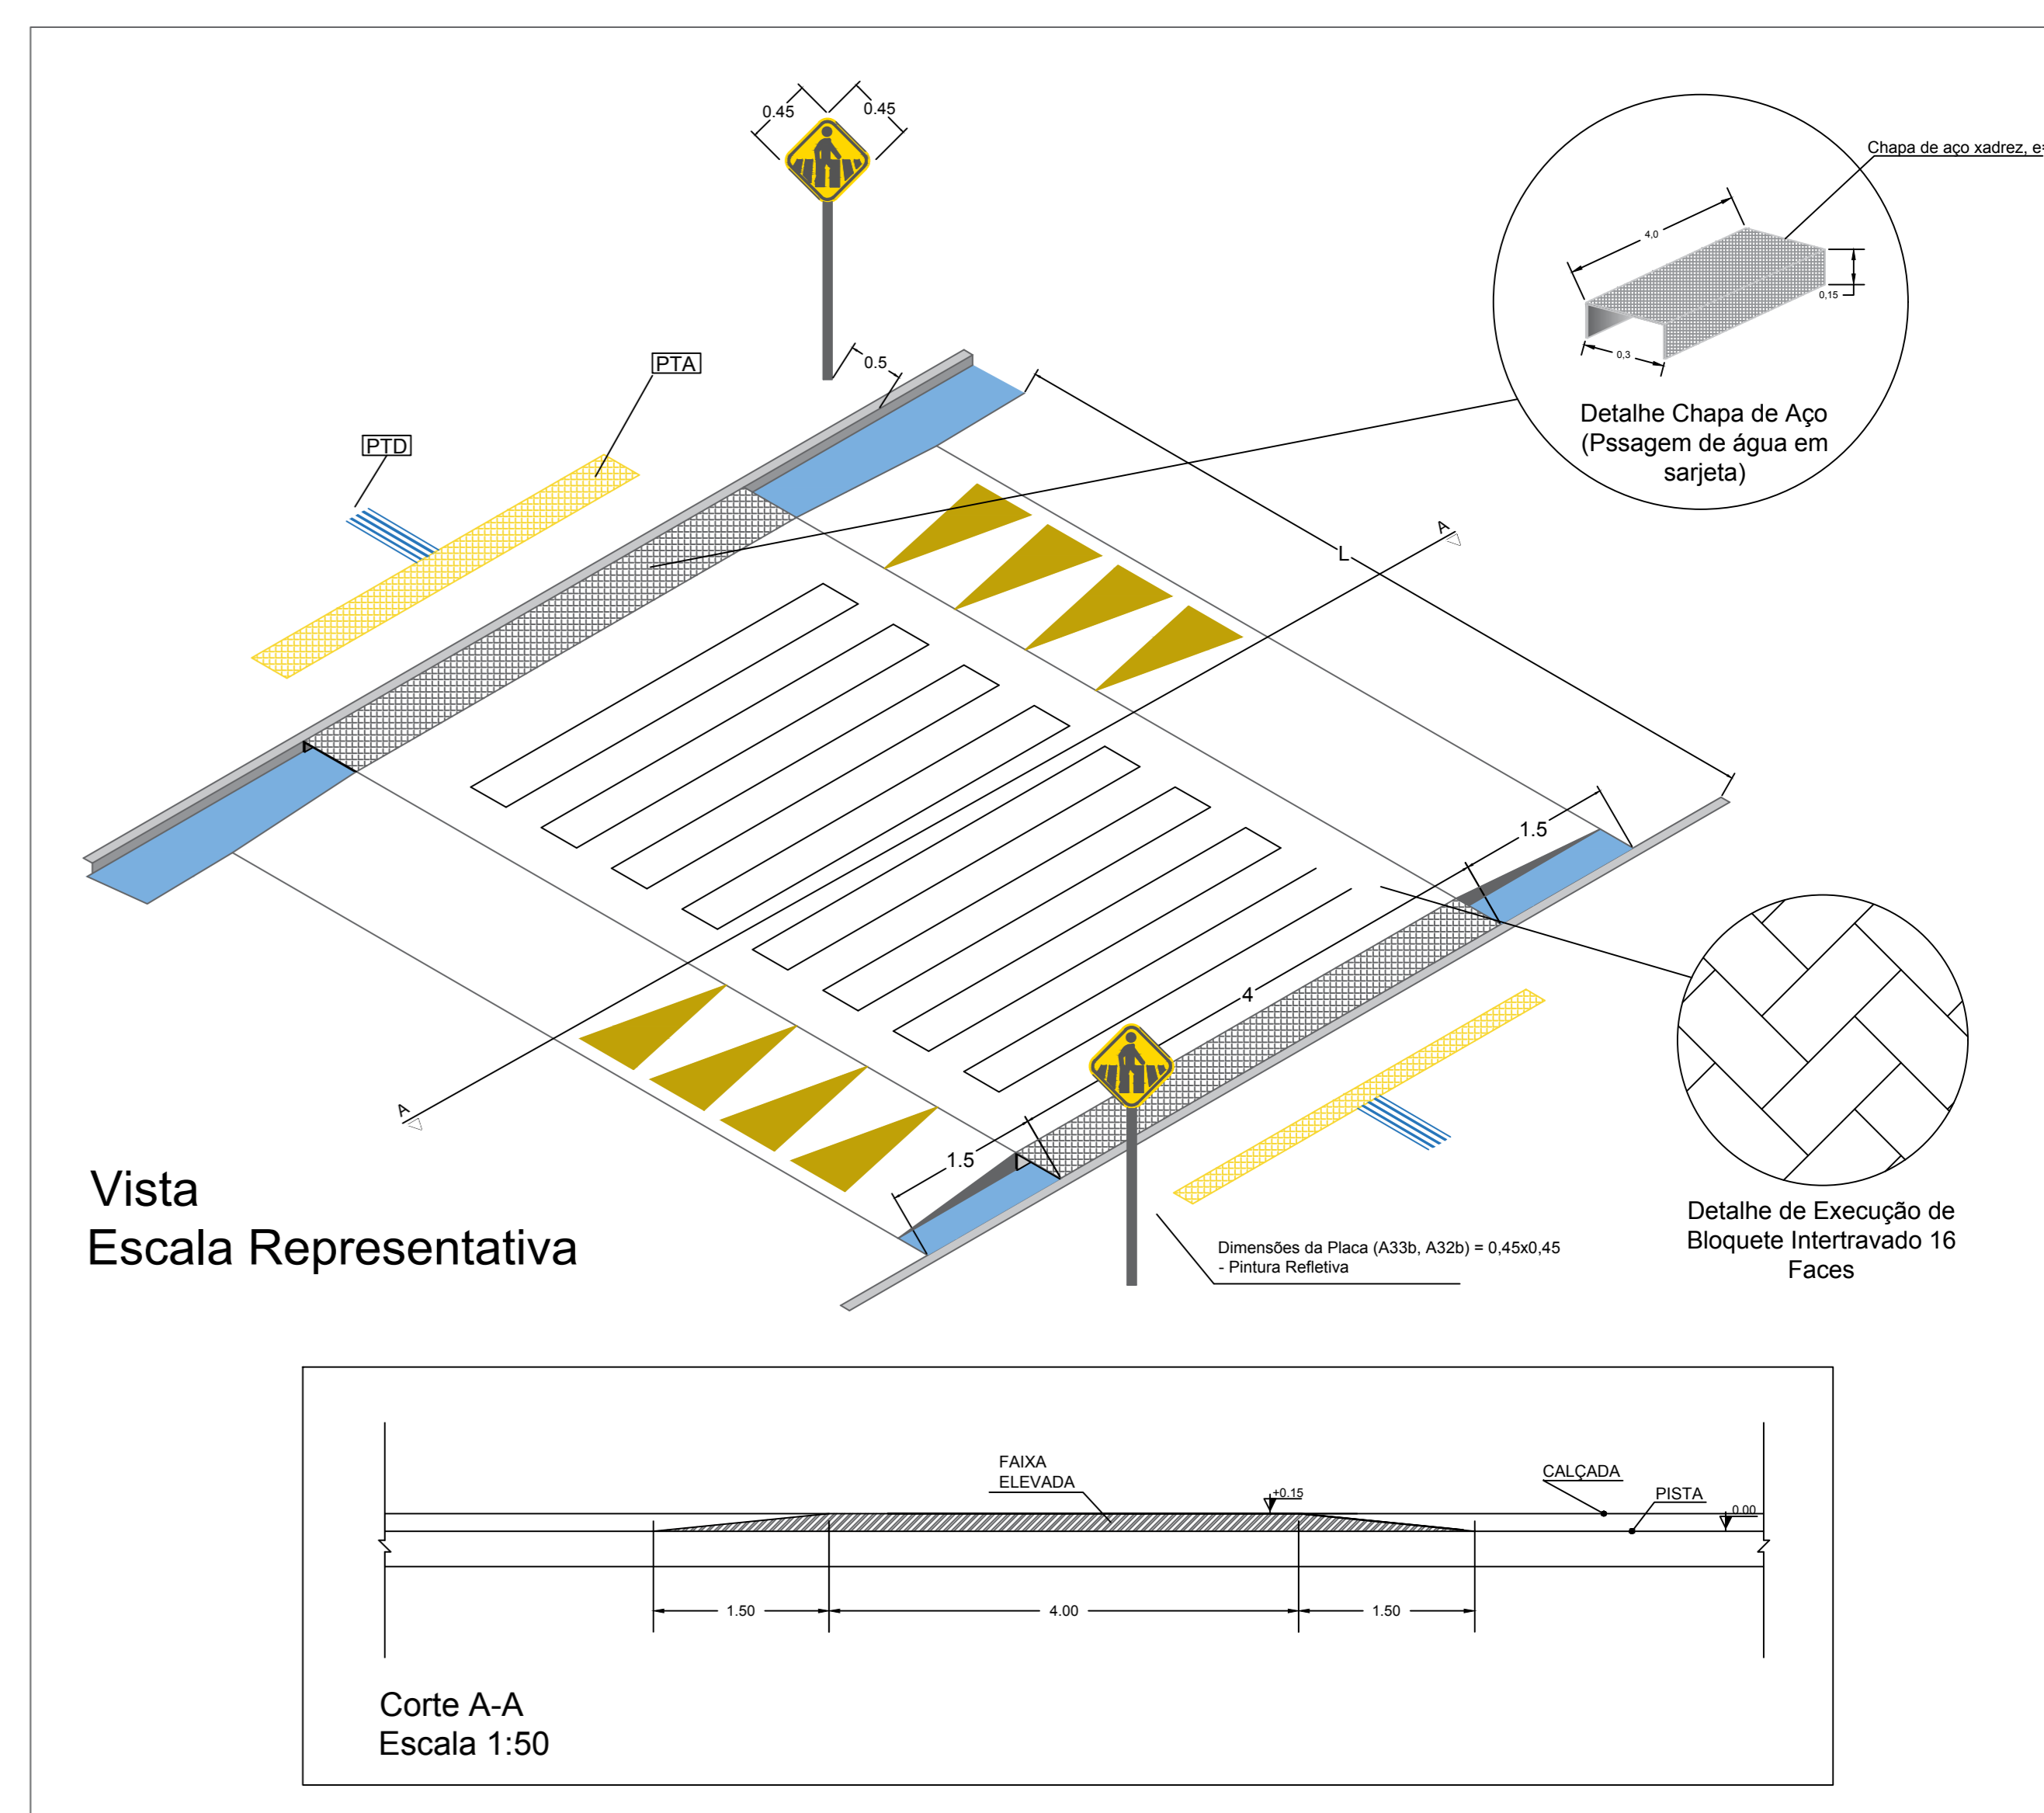 0.45
0.45
Chapa de aço xadrez, e=
4,0
0,15
0,3
Detalhe Chapa de Aço
(Pssagem de água em
sarjeta)
PTA
0.5
PTD
A
L
1.5
4
A
1.5
Vista
Escala Representativa
Dimensões da Placa (A33b, A32b) = 0,45x0,45
- Pintura Refletiva
Detalhe de Execução de
Bloquete Intertravado 16
Faces
FAIXA
ELEVADA
+0.15
CALÇADA
PISTA
0.00
1.50
4.00
1.50
Corte A-A
Escala 1:50